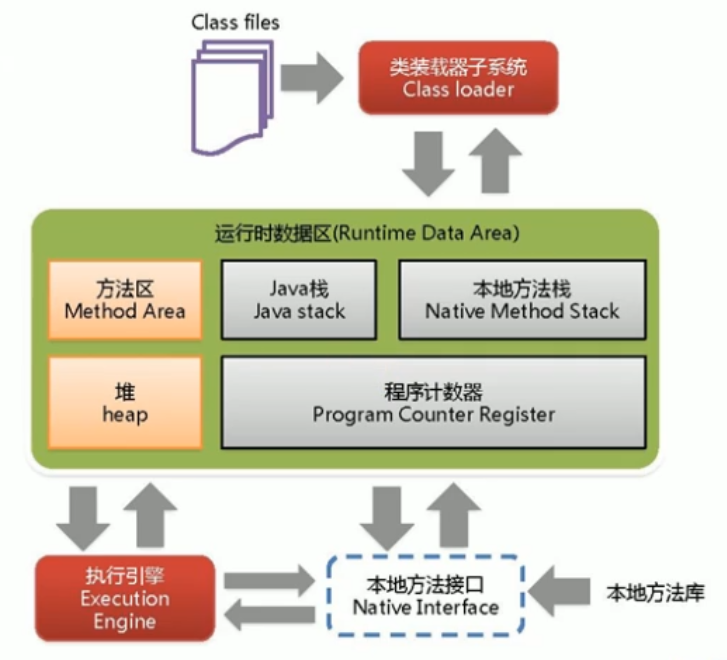 Class files
类装载器子系统
Class loader
运行时数据区(Runtime Data Area)
方法区
Method Area
Java栈
Java stack
本地方法栈
Native Method Stack
堆
heap
程序计数器
Program Counter Register
执行引擎
Execution
Engine
本地方法接口
Native Interface
本地方法库